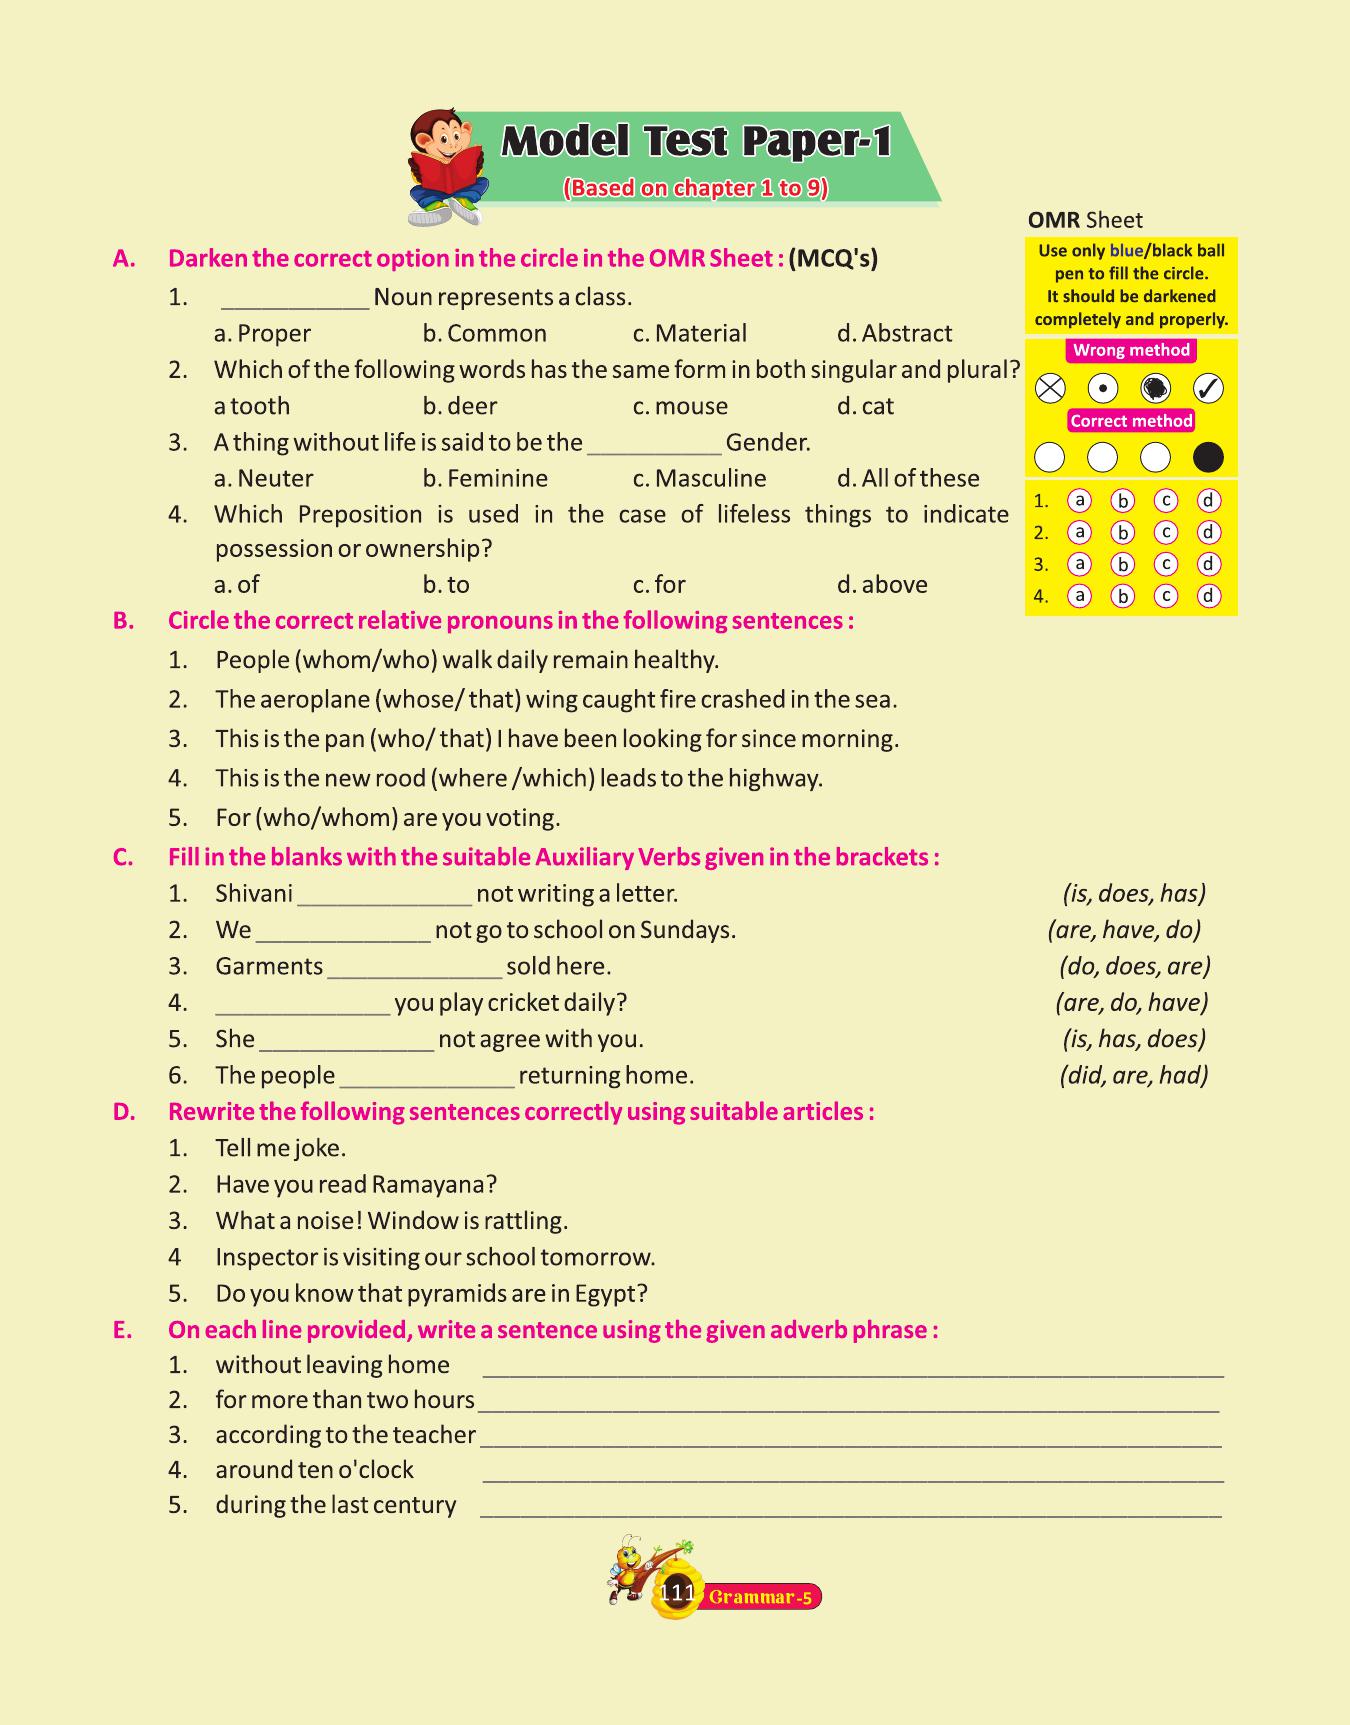 Model Test Paper-1
(Based on chapter 1 to 9)
OMR Sheet
Use only blue/black ball
pen to fill the circle.
It should be darkened
completely and properly.
Wrong method
Correct method
1. a b c d
2. a b c d
3. a b c d
4. a b c d
A. Darken the correct option in the circle in the OMR Sheet : (MCQ's)
1. ___________ Noun represents a class.
a. Proper b. Common c. Material d. Abstract
2. Which of the following words has the same form in both singular and plural?
a tooth b. deer c. mouse d. cat
3. A thing without life is said to be the __________ Gender.
a. Neuter b. Feminine c. Masculine d. All of these
4. Which Preposition is used in the case of lifeless things to indicate
possession or ownership?
a. of b. to c. for d. above
B. Circle the correct relative pronouns in the following sentences :
1. People (whom/who) walk daily remain healthy.
2. The aeroplane (whose/ that) wing caught fire crashed in the sea.
3. This is the pan (who/ that) I have been looking for since morning.
4. This is the new rood (where /which) leads to the highway.
5. For (who/whom) are you voting.
C. Fill in the blanks with the suitable Auxiliary Verbs given in the brackets :
1. Shivani _____________ not writing a letter. (is, does, has)
2. We _____________ not go to school on Sundays. (are, have, do)
3. Garments _____________ sold here. (do, does, are)
4. _____________ you play cricket daily? (are, do, have)
5. She _____________ not agree with you. (is, has, does)
6. The people _____________ returning home. (did, are, had)
D. Rewrite the following sentences correctly using suitable articles :
1. Tell me joke.
2. Have you read Ramayana?
3. What a noise! Window is rattling.
4 Inspector is visiting our school tomorrow.
5. Do you know that pyramids are in Egypt?
E. On each line provided, write a sentence using the given adverb phrase :
1. without leaving home _______________________________________________________
2. for more than two hours _______________________________________________________
3. according to the teacher _______________________________________________________
4. around ten o'clock _______________________________________________________
5. during the last century _______________________________________________________
111 Grammar-5